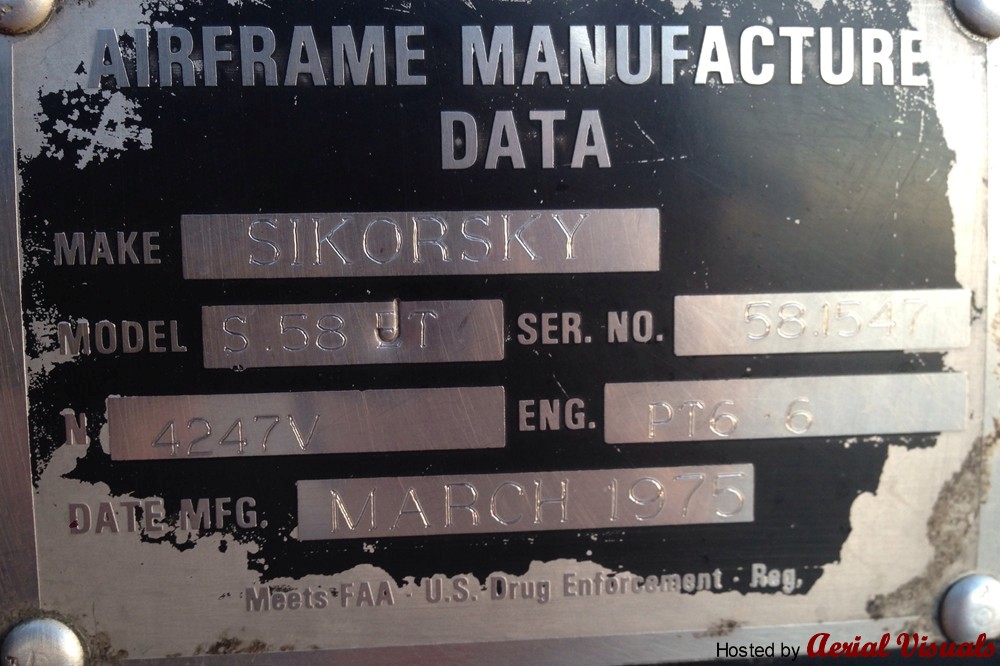 AIRFRAME MANUFACTURE
DATA
MAKE SIKORSKY
MODEL S.58 T SER. NO. 58.1547
N 4247V ENG. PT6-6
DATE MFG. MARCH 1975
Meets FAA - U.S. Drug Enforcement - Reg,
Hosted by Aerial Visuals